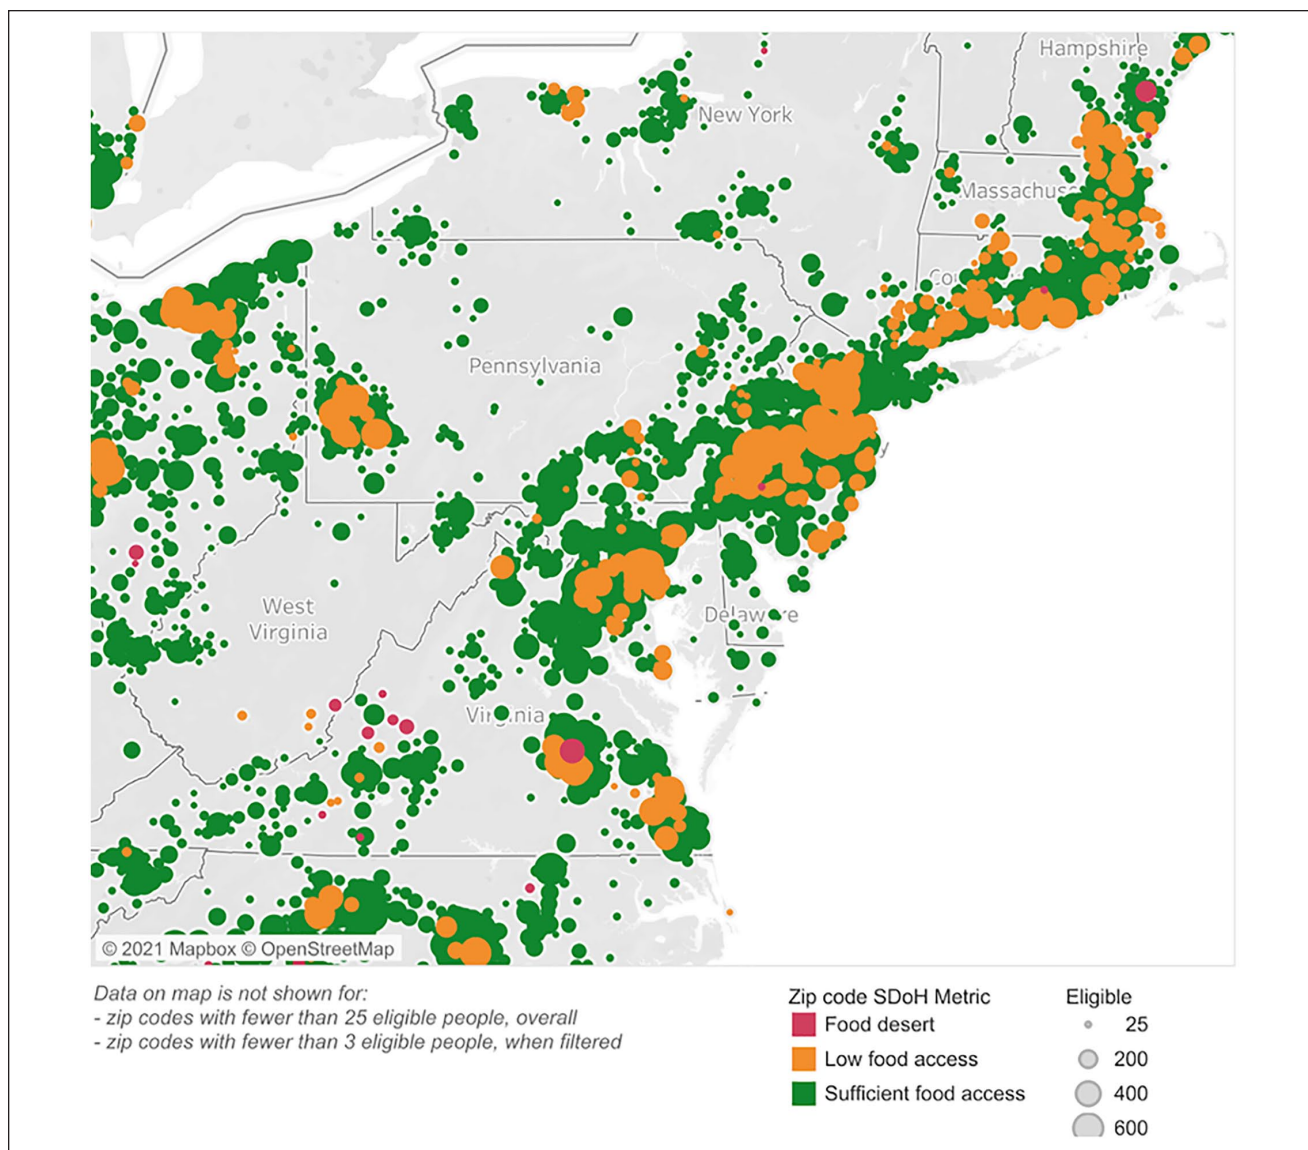 Hampshire
New York
Massachus
Co
Pennsylvania
West
Virginia
Delaw re
Virginia
© 2021 Mapbox © OpenStreetMap
Data on map is not shown for:
- zip codes with fewer than 25 eligible people, overall
- zip codes with fewer than 3 eligible people, when filtered
Zip code SDoH Metric
Food desert
Low food access
Sufficient food access
Eligible
25
200
400
600